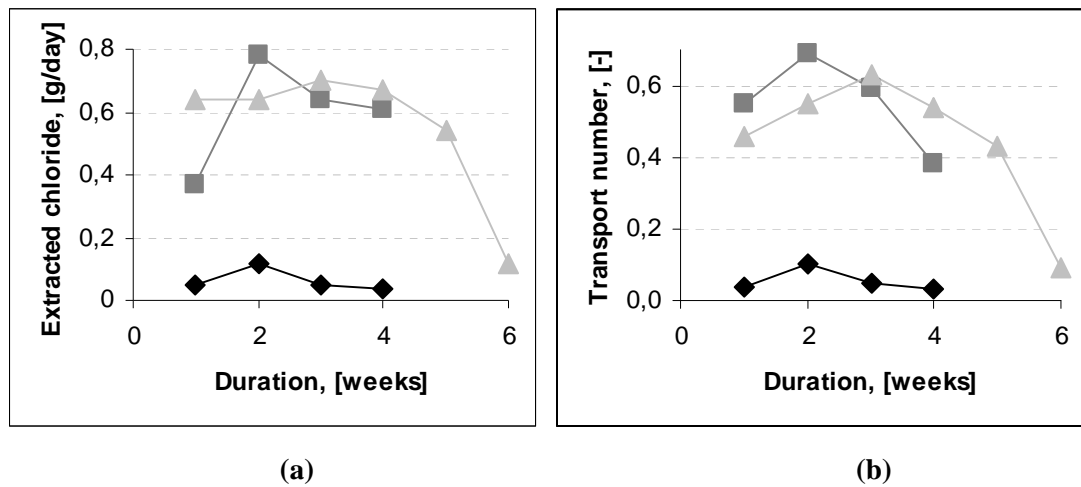 Extracted chloride, [g/day]
0,8
0,6
0,4
0,2
0
0 2 4 6
Duration, [weeks]
(a)
Transport number, [-]
0,6
0,4
0,2
0,0
0 2 4 6
Duration, [weeks]
(b)